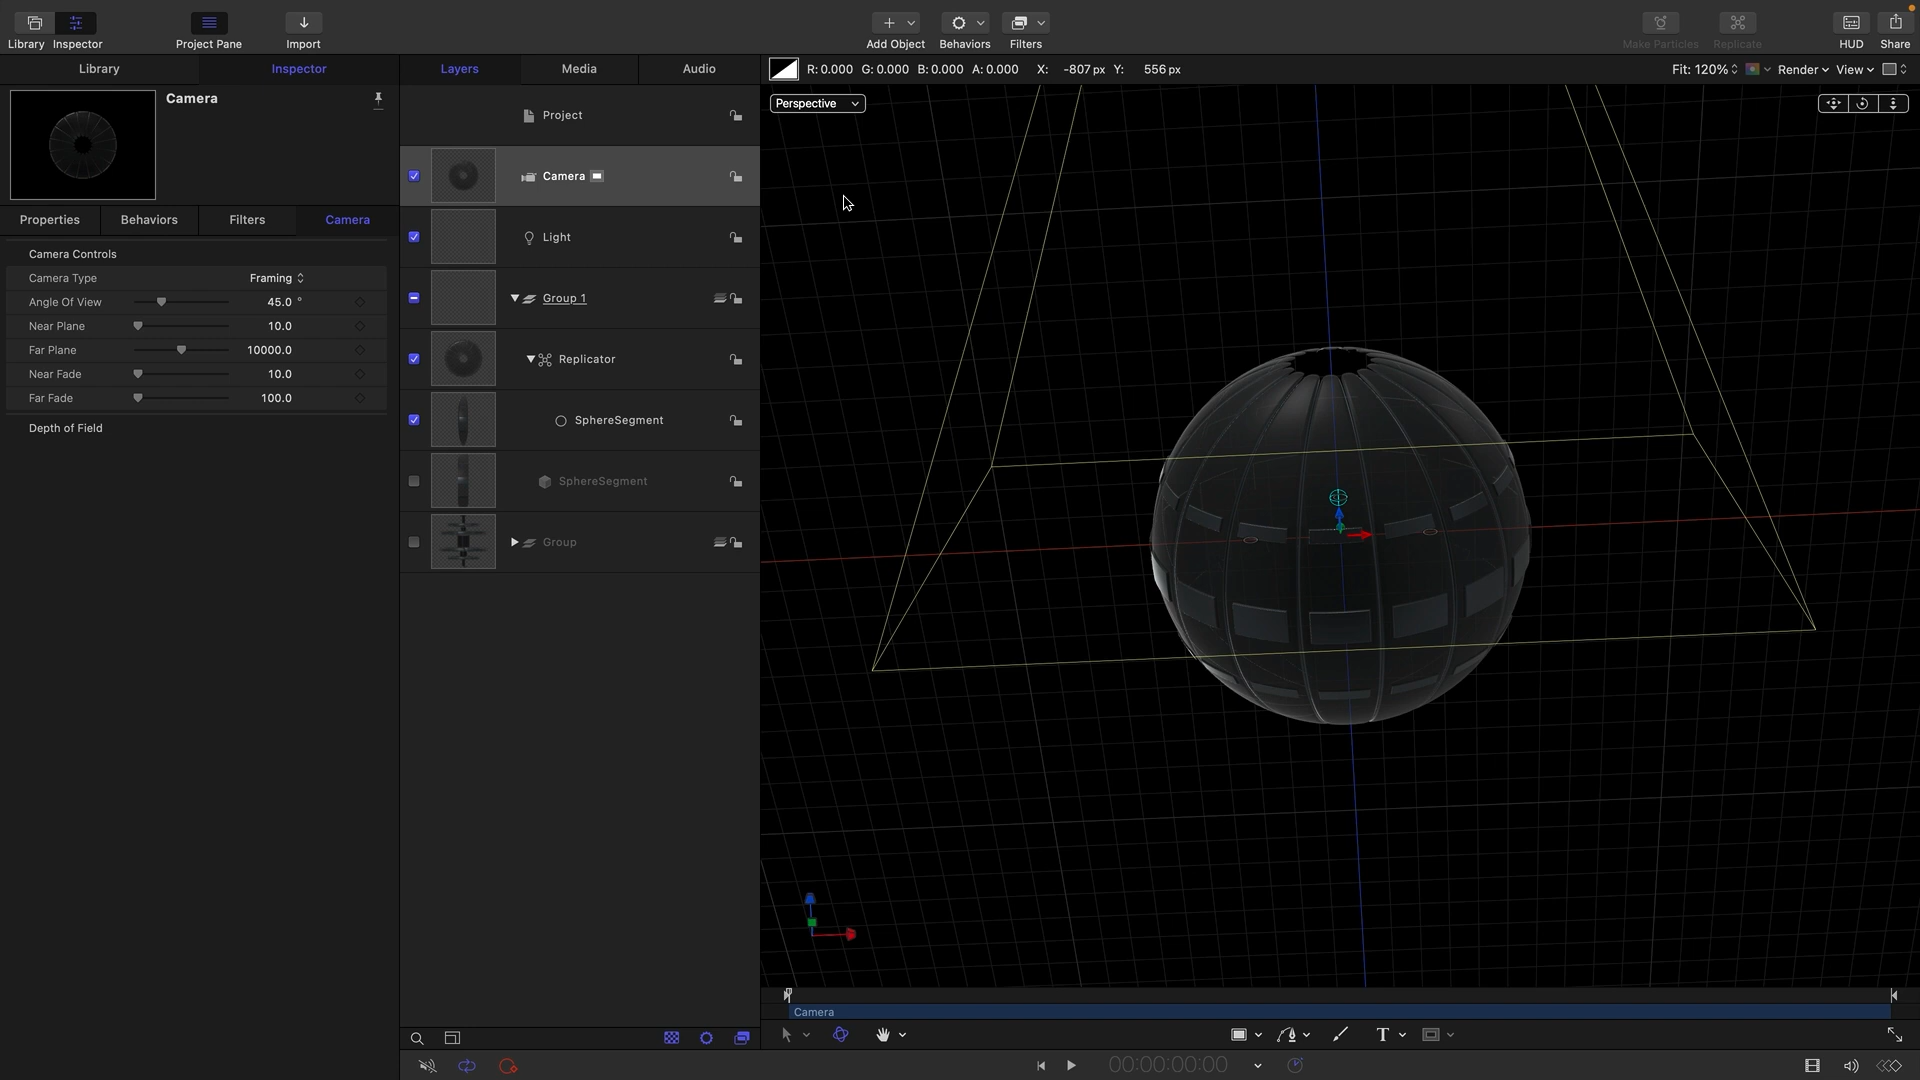 Library Inspector Project Pane Import Add Object Behaviors Filters Make Particles Replicate HUD Share
Library Inspector
Camera
Properties Behaviors Filters Camera
Camera Controls
Camera Type Framing
Angle Of View 45.0 °
Near Plane 10.0
Far Plane 10000.0
Near Fade 10.0
Far Fade 100.0
Depth of Field
Layers Media Audio
Project
Camera
Light
Group 1
Replicator
SphereSegment
SphereSegment
Group
R: 0.000 G: 0.000 B: 0.000 A: 0.000 X: -807 px Y: 556 px Fit: 120% Render View
Perspective
Camera
T
00:00:00:00